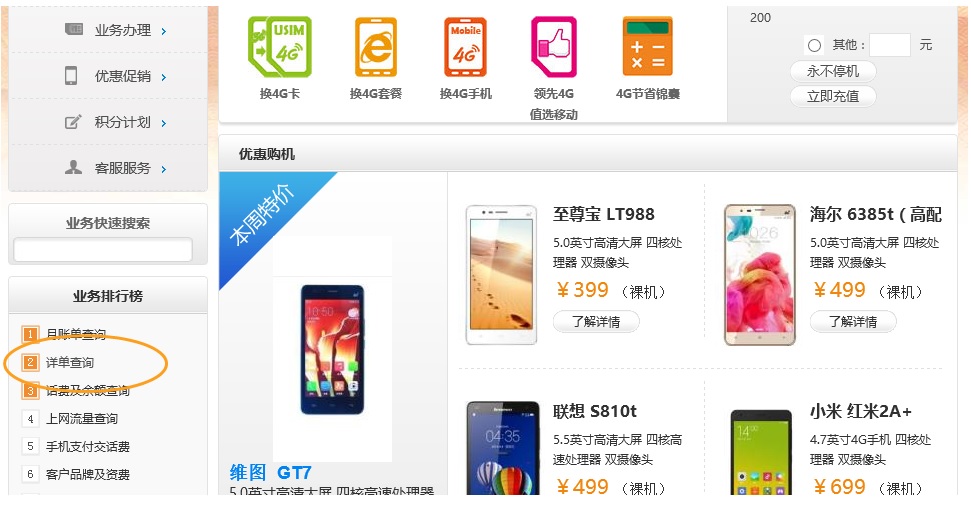 业务办理
优惠促销
积分计划
客服服务
业务快速搜索
业务排行榜
1 月账单查询
2 详单查询
3 话费及余额查询
4 上网流量查询
5 手机支付交话费
6 客户品牌及资费
USIM
4G
换4G卡
换4G套餐
Mobile
4G
换4G手机
领先4G
值选移动
4G节省锦囊
200
其他： 元
永不停机
立即充值
优惠购机
本周特价
10:50
维图 GT7
5.0英寸高清大屏 四核高速处理器
至尊宝 LT988
5.0英寸高清大屏 四核处
理器 双摄像头
￥399 （裸机）
了解详情
海尔 6385t ( 高配
5.0英寸高清大屏 四核处
理器 双摄像头
￥499 （裸机）
了解详情
04:35
联想 S810t
5.5英寸高清大屏 四核高
速处理器 双摄像头
￥499 （裸机）
14:00
小米 红米2A+
4.7英寸4G手机 四核处
理器 双摄像头
￥699 （裸机）